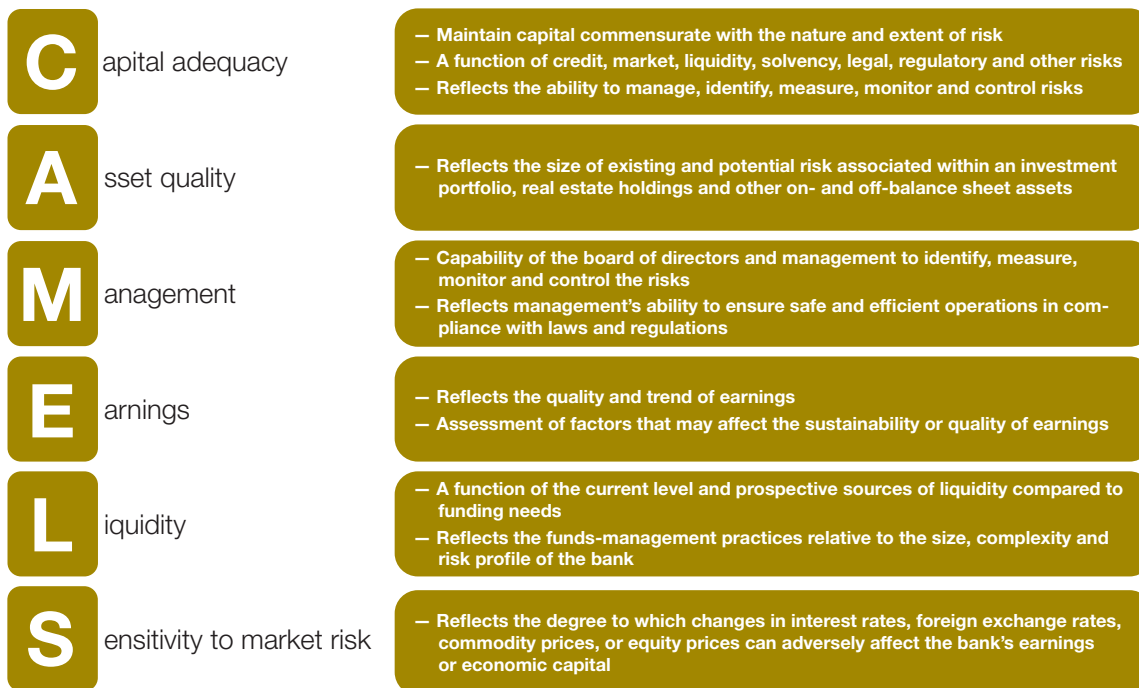 Capital adequacy
— Maintain capital commensurate with the nature and extent of risk
— A function of credit, market, liquidity, solvency, legal, regulatory and other risks
— Reflects the ability to manage, identify, measure, monitor and control risks
Asset quality
— Reflects the size of existing and potential risk associated within an investment
portfolio, real estate holdings and other on- and off-balance sheet assets
Management
— Capability of the board of directors and management to identify, measure,
monitor and control the risks
— Reflects management's ability to ensure safe and efficient operations in com-
pliance with laws and regulations
Earnings
— Reflects the quality and trend of earnings
— Assessment of factors that may affect the sustainability or quality of earnings
Liquidity
— A function of the current level and prospective sources of liquidity compared to
funding needs
— Reflects the funds-management practices relative to the size, complexity and
risk profile of the bank
Sensitivity to market risk
— Reflects the degree to which changes in interest rates, foreign exchange rates,
commodity prices, or equity prices can adversely affect the bank's earnings
or economic capital